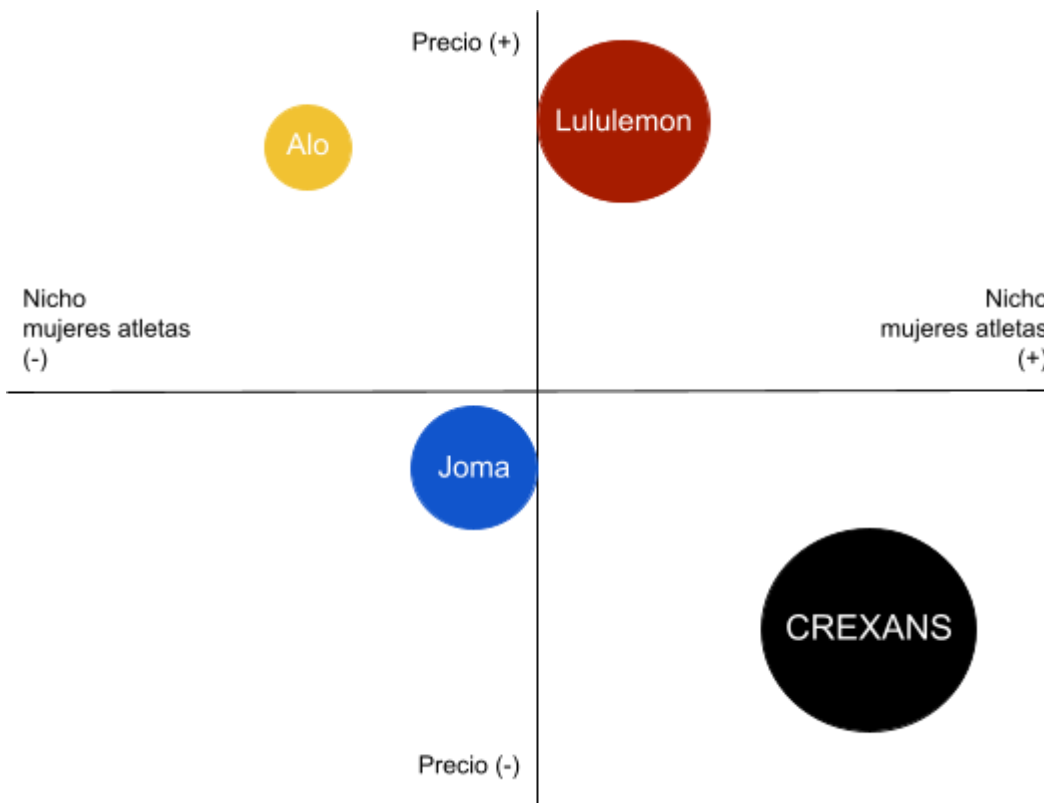 Precio (+)
Lululemon
Alo
Nicho
mujeres atletas
(-)
Nicho
mujeres atletas
(+)
Joma
CREXANS
Precio (-)